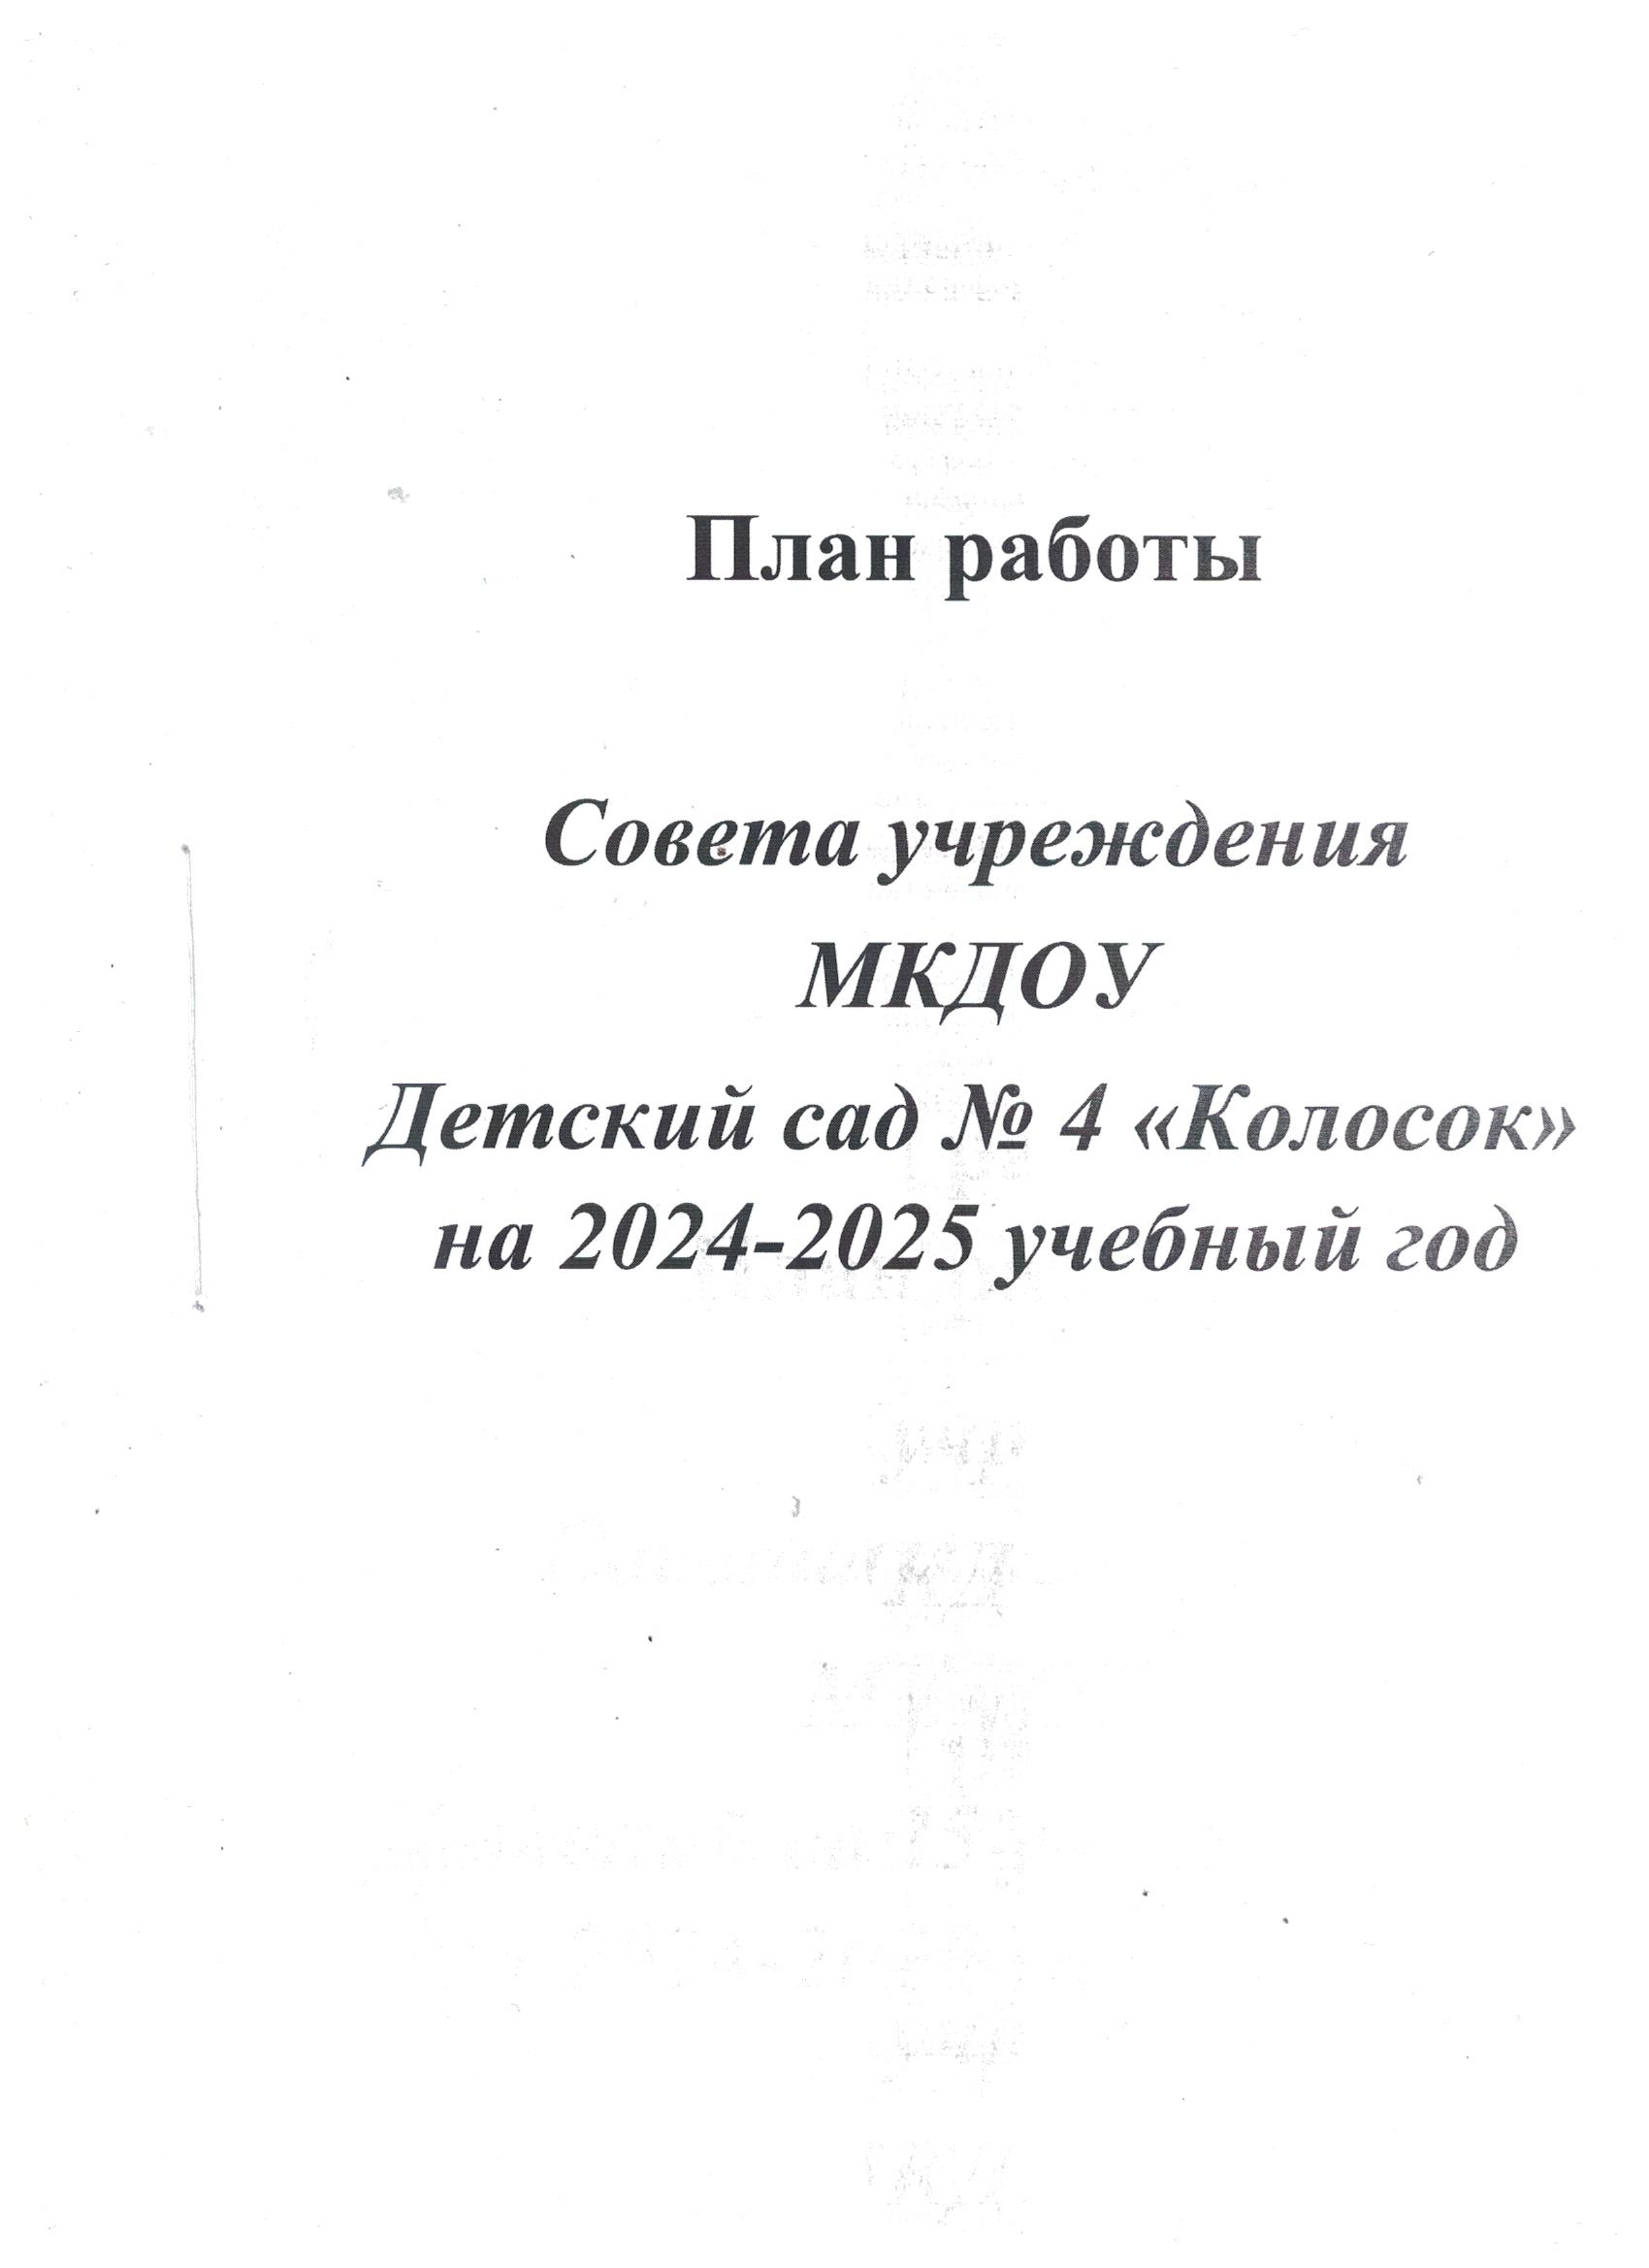 План работы
Совета учреждения
МКДОУ
Детский сад № 4 «Колосок»
на 2024-2025 учебный год